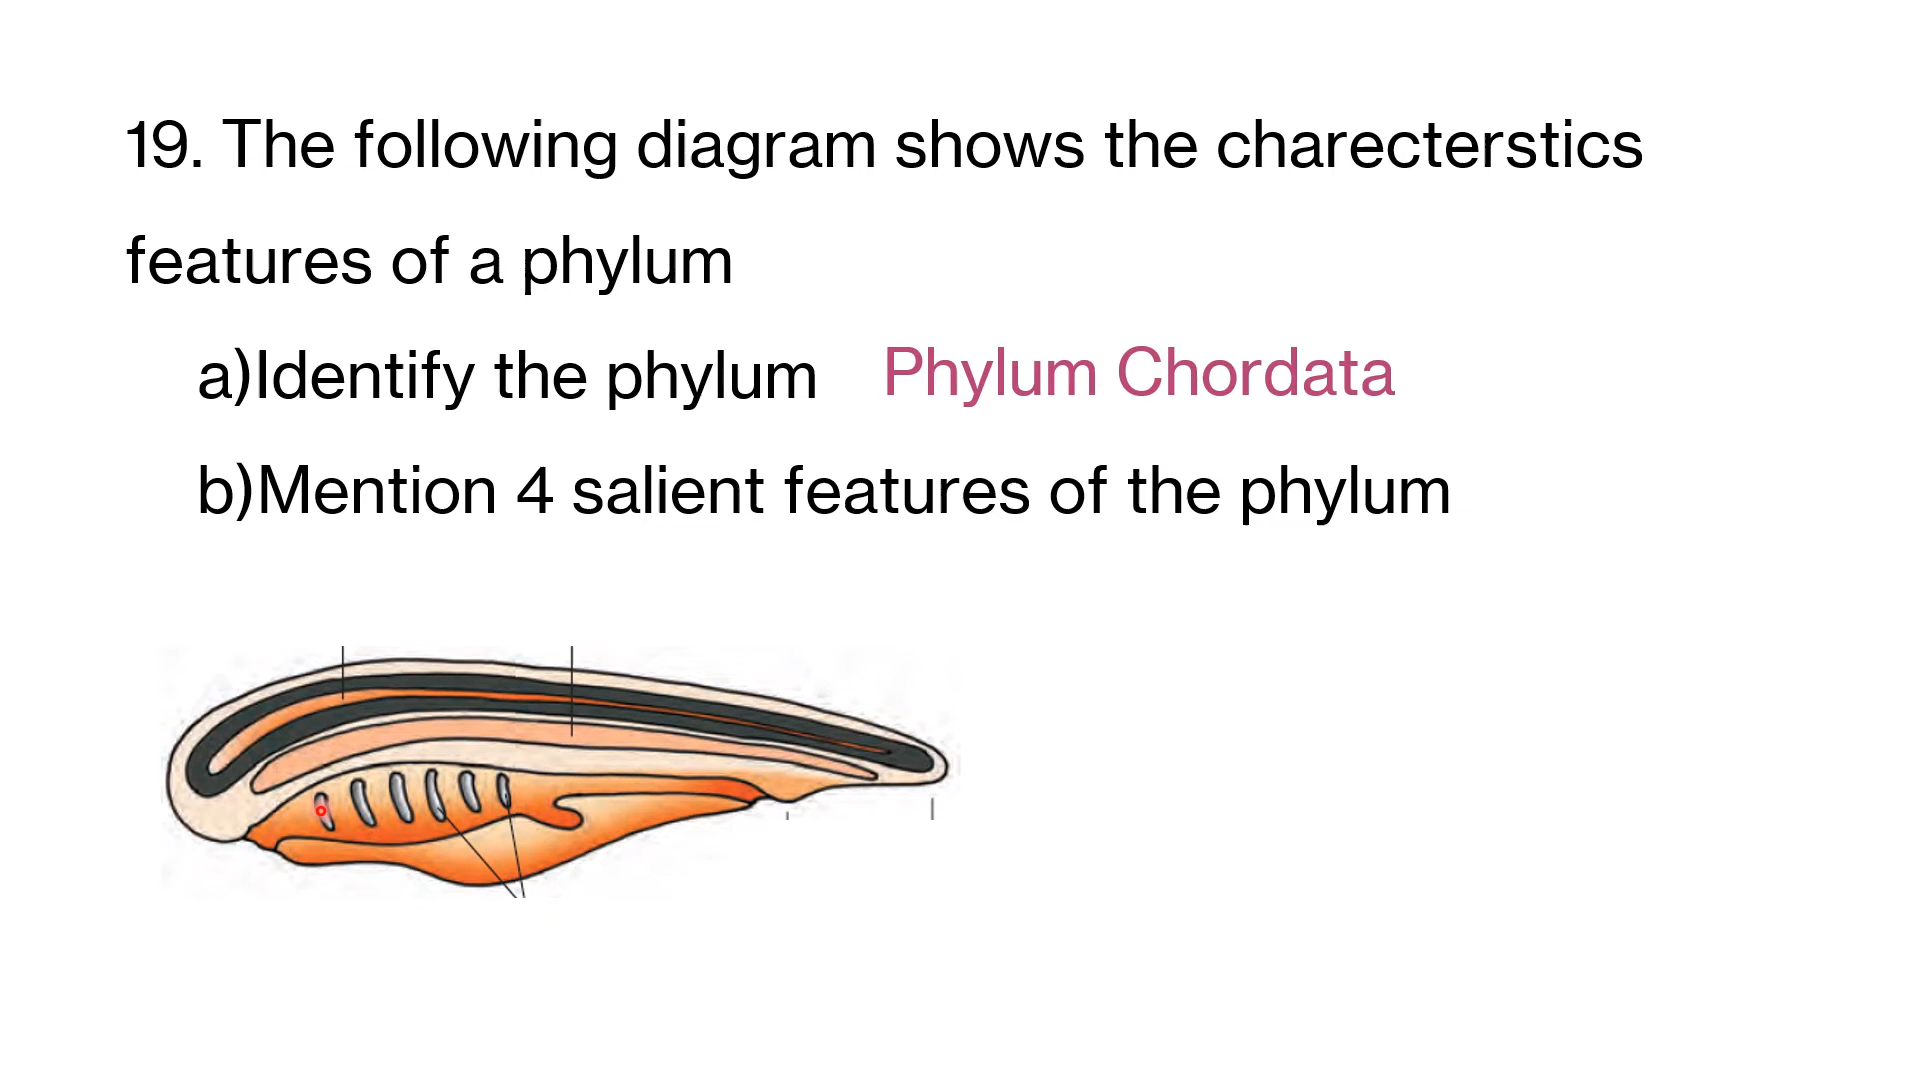 19. The following diagram shows the charecterstics
features of a phylum
a)Identify the phylum Phylum Chordata
b)Mention 4 salient features of the phylum